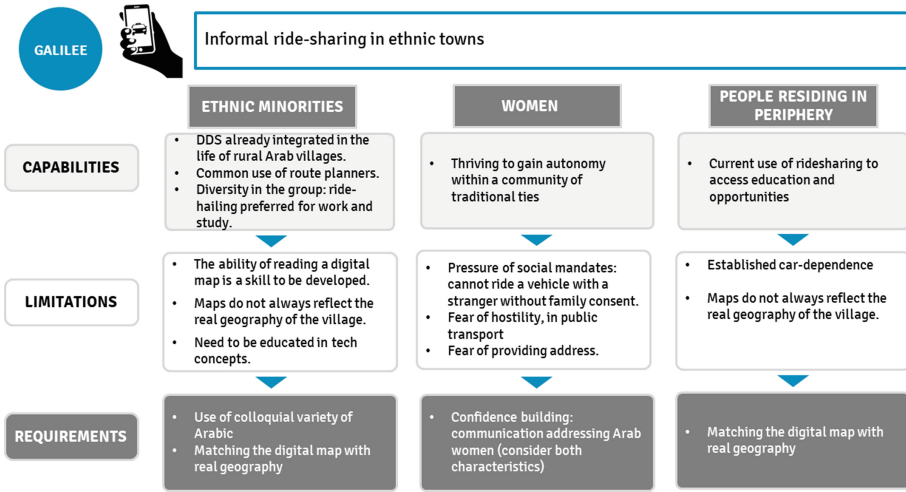 GALILEE
Informal ride-sharing in ethnic towns
ETHNIC MINORITIES
WOMEN
PEOPLE RESIDING IN
PERIPHERY
CAPABILITIES
• DDS already integrated in the
life of rural Arab villages.
• Common use of route planners.
• Diversity in the group: ride-
hailing preferred for work and
study.
• Thriving to gain autonomy
within a community of
traditional ties
• Current use of ridesharing to
access education and
opportunities
LIMITATIONS
• The ability of reading a digital
map is a skill to be developed.
• Maps do not always reflect the
real geography of the village.
• Need to be educated in tech
concepts.
• Pressure of social mandates:
cannot ride a vehicle with a
stranger without family consent.
• Fear of hostility, in public
transport
• Fear of providing address.
• Established car-dependence
• Maps do not always reflect the
real geography of the village.
REQUIREMENTS
• Use of colloquial variety of
Arabic
• Matching the digital map with
real geography
• Confidence building:
communication addressing Arab
women (consider both
characteristics)
• Matching the digital map with
real geography